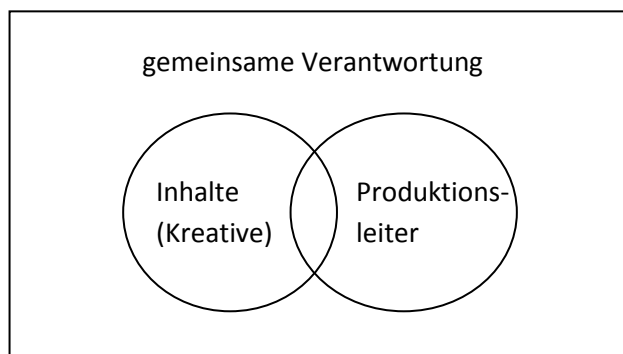 gemeinsame Verantwortung
Inhalte
(Kreative)
Produktions-
leiter